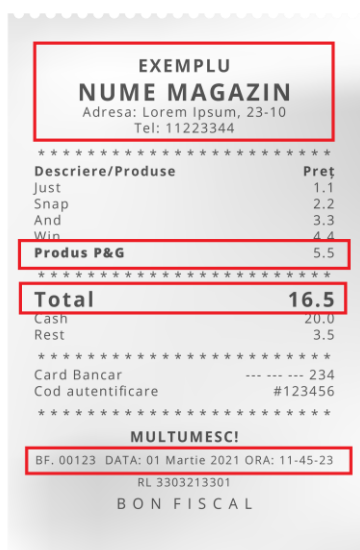 EXEMPLU
NUME MAGAZIN
Adresa: Lorem Ipsum, 23-10
Tel: 11223344
* * * * * * * * * * * * * * * * * * * * * * * *
Descriere/Produse Preț
Just 1.1
Snap 2.2
And 3.3
Win 4.4
Produs P&G 5.5
* * * * * * * * * * * * * * * * * * * * * * * *
Total 16.5
Cash 20.0
Rest 3.5
* * * * * * * * * * * * * * * * * * * * * * * *
Card Bancar --- --- --- 234
Cod autentificare #123456
* * * * * * * * * * * * * * * * * * * * * * * *
MULTUMESC!
BF. 00123 DATA: 01 Martie 2021 ORA: 11-45-23
RL 3303213301
BON FISCAL